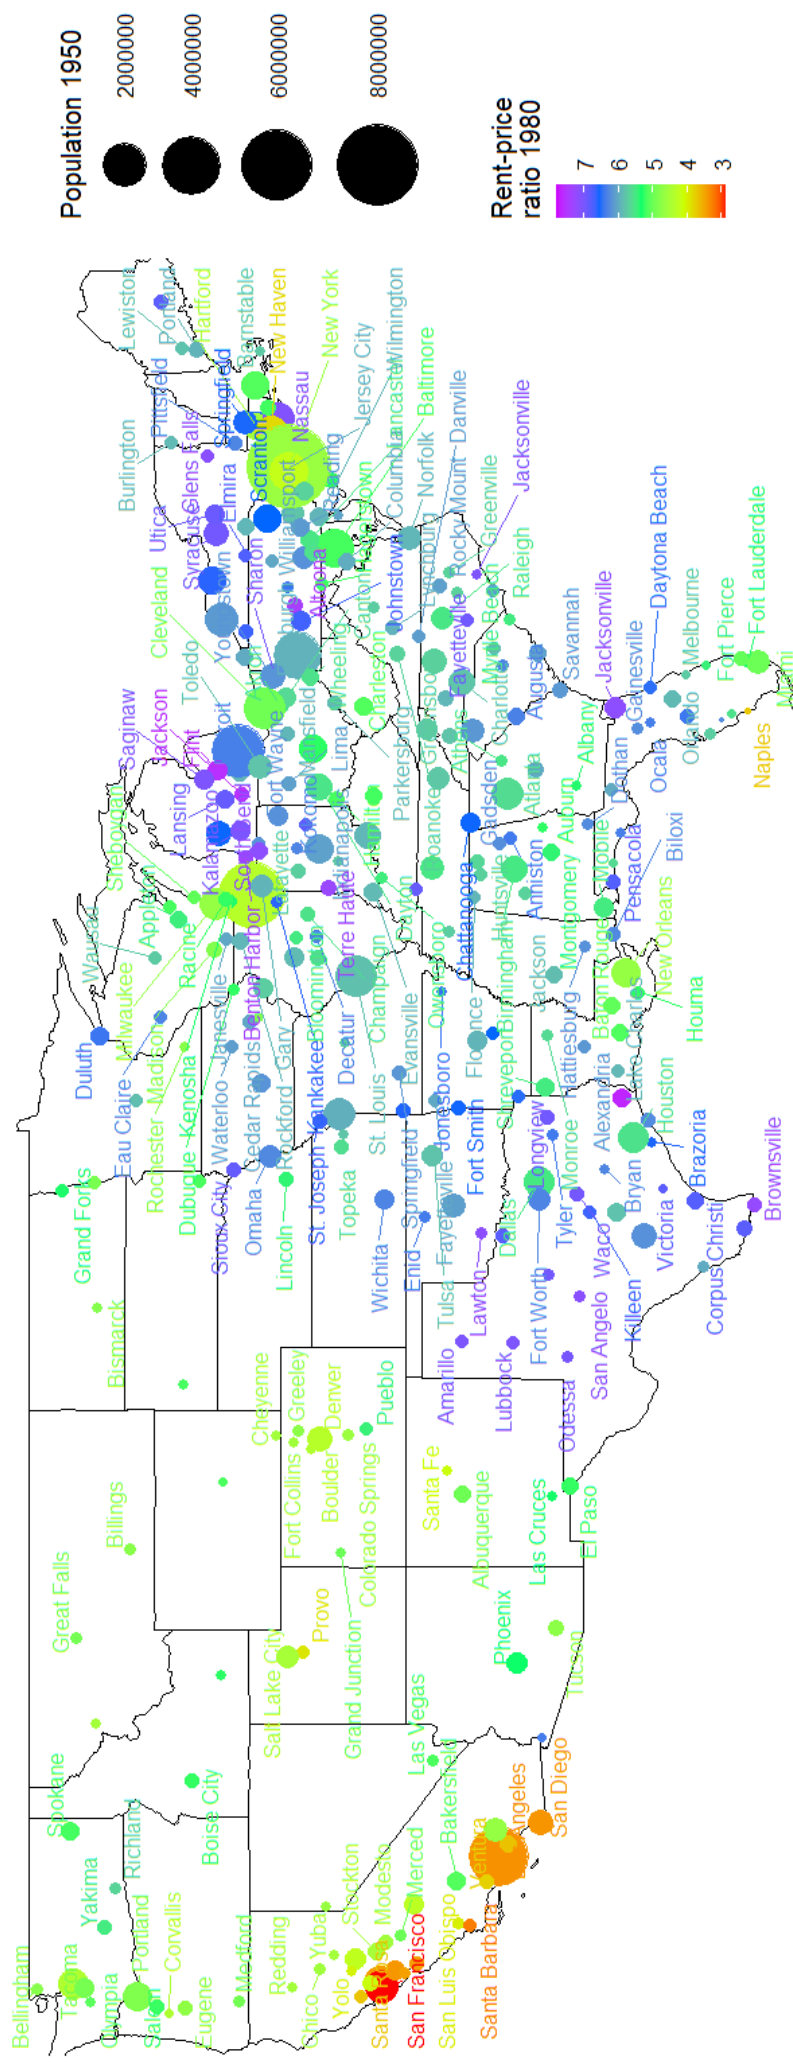 Population 1950
2000000
4000000
6000000
8000000
Rent-price
ratio 1980
7
6
5
4
3
Bellingham
Tacoma
Olympia
Portland
Salem
Corvallis
Eugene
Medford
Yakima
Richland
Spokane
Boise City
Great Falls
Billings
Redding
Chico
Yuba
Yolo
Stockton
Modesto
Merced
Santa Rosa
San Francisco
San Luis Obispo
Santa Barbara
Bakersfield
Ventura
Angeles
San Diego
Las Vegas
Salt Lake City
Provo
Grand Junction
Phoenix
Tucson
Fort Collins
Greeley
Cheyenne
Boulder
Denver
Colorado Springs
Pueblo
Santa Fe
Albuquerque
Las Cruces
El Paso
Bismarck
Grand Forks
Duluth
Eau Claire
Wausau
Appleton
Sheboygan
Milwaukee
Racine
Madison
Rochester
Kenosha
Dubuque
Janesville
Waterloo
Sioux City
Cedar Rapids
Omaha
Lincoln
Gary
Rockford
Kankakee
St. Joseph
Topeka
Wichita
Benton Harbor
Bloomington
Decatur
Champaign
St. Louis
Evansville
Springfield
Terre Haute
Lansing
Saginaw
Jackson
Flint
Kalamazoo
Fort Wayne
Kokomo
Lafayette
Indianapolis
Hamilton
Dayton
Lima
Mansfield
Toledo
Cleveland
Youngstown
Sharon
Wheeling
Parkersburg
Charleston
Canton
Johnstown
Altoona
Williamsport
Scranton
Elmira
Syracuse
Utica
Glens Falls
Burlington
Pittsfield
Springfield
Lewiston
Portland
Hartford
Barnstable
New Haven
New York
Nassau
Jersey City
Wilmington
Lancaster
Reading
Baltimore
Columbia
Danville
Norfolk
Rocky Mount
Lynchburg
Greenville
Jacksonville
Raleigh
Fayetteville
Myrtle Beach
Charlotte
Augusta
Savannah
Athens
Roanoke
Atlanta
Gadsden
Chattanooga
Huntsville
Birmingham
Anniston
Montgomery
Auburn
Albany
Dothan
Mobile
Pensacola
Biloxi
Jacksonville
Gainesville
Daytona Beach
Ocala
Orlando
Melbourne
Fort Pierce
Fort Lauderdale
Miami
Naples
Owensboro
Jonesboro
Florence
Jackson
Hattiesburg
Baton Rouge
New Orleans
Houma
Lake Charles
Alexandria
Monroe
Shreveport
Fort Smith
Fayetteville
Tulsa
Enid
Lawton
Amarillo
Lubbock
Odessa
San Angelo
Fort Worth
Dallas
Longview
Tyler
Waco
Killeen
Bryan
Houston
Brazoria
Victoria
Corpus Christi
Brownsville